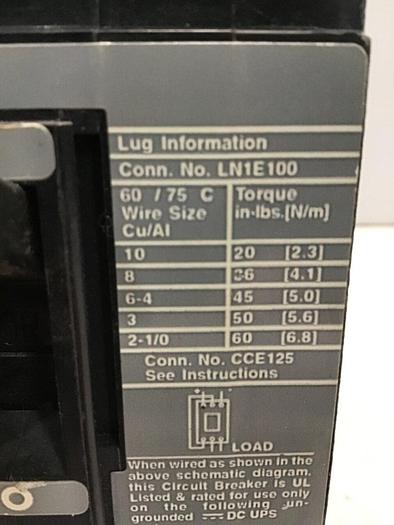 Lug Information
Conn. No. LN1E100
60 / 75 C Torque
Wire Size in-lbs.[N/m]
Cu/Al
10 20 [2.3]
8 36 [4.1]
6-4 45 [5.0]
3 50 [5.6]
2-1/0 60 [6.8]
Conn. No. CCE125
See Instructions
LOAD
When wired as shown in the
above schematic diagram,
this Circuit Breaker is UL
Listed & rated for use only
on the following un-
grounded DC UPS
O